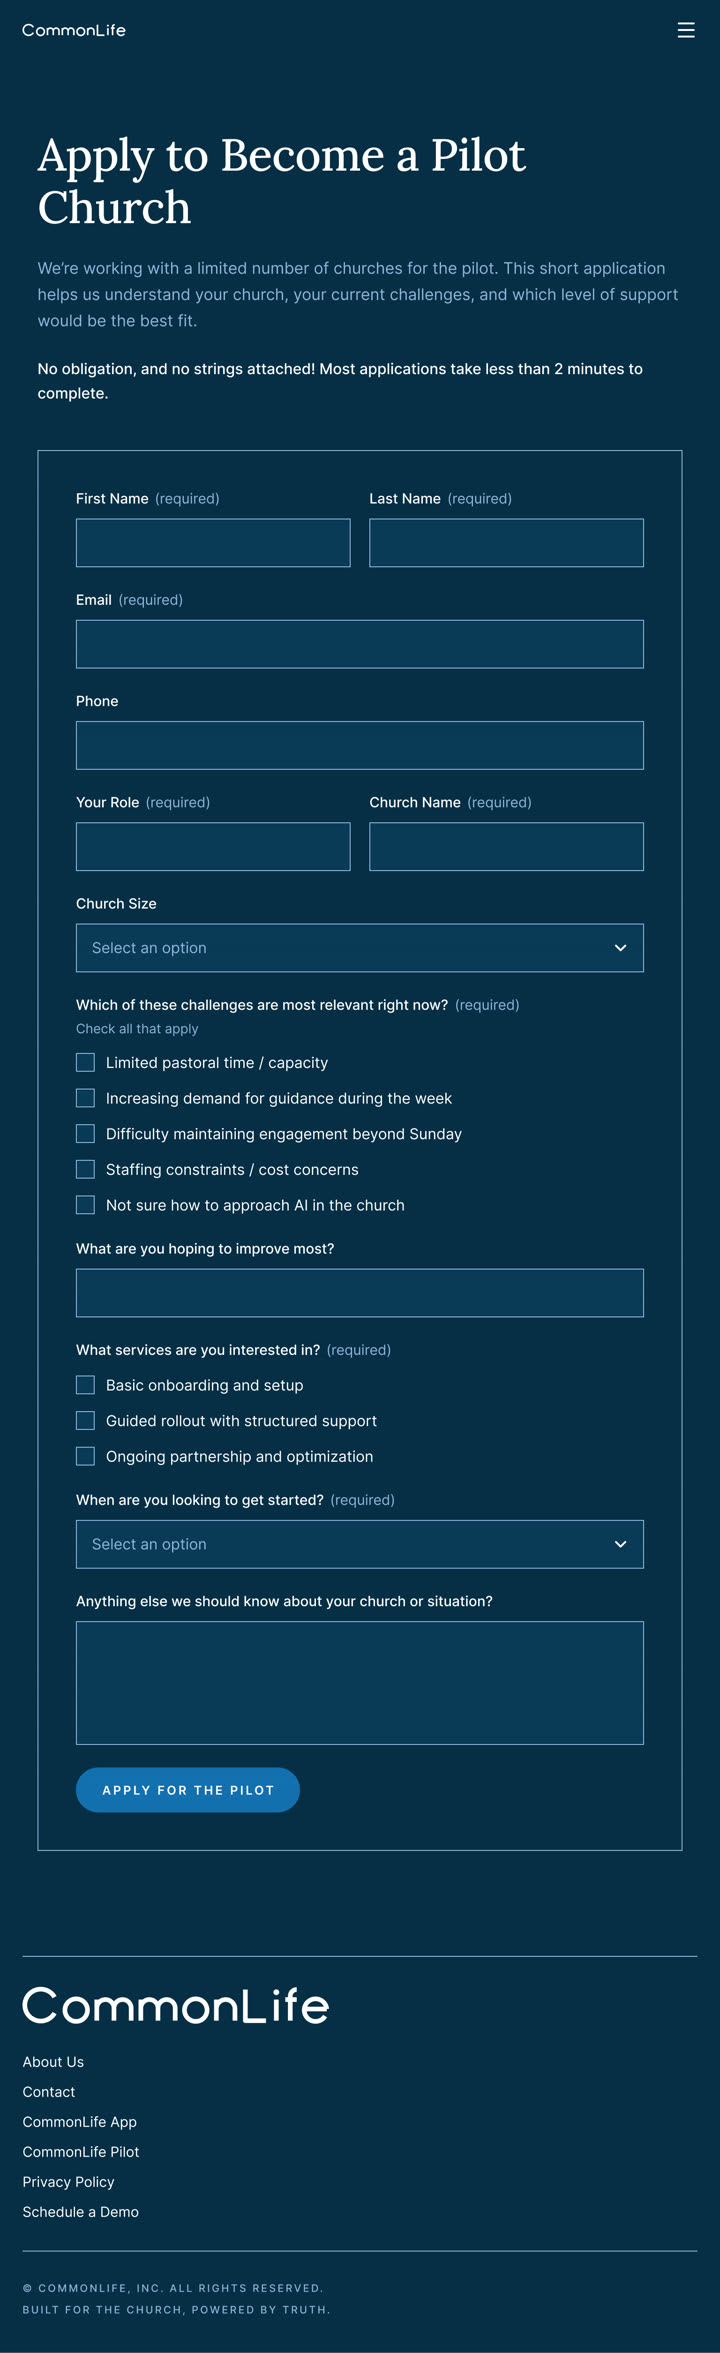 CommonLife
Apply to Become a Pilot
Church
We're working with a limited number of churches for the pilot. This short application
helps us understand your church, your current challenges, and which level of support
would be the best fit.
No obligation, and no strings attached! Most applications take less than 2 minutes to
complete.
First Name (required) Last Name (required)
Email (required)
Phone
Your Role (required) Church Name (required)
Church Size
Select an option
Which of these challenges are most relevant right now? (required)
Check all that apply
Limited pastoral time / capacity
Increasing demand for guidance during the week
Difficulty maintaining engagement beyond Sunday
Staffing constraints / cost concerns
Not sure how to approach AI in the church
What are you hoping to improve most?
What services are you interested in? (required)
Basic onboarding and setup
Guided rollout with structured support
Ongoing partnership and optimization
When are you looking to get started? (required)
Select an option
Anything else we should know about your church or situation?
APPLY FOR THE PILOT
CommonLife
About Us
Contact
CommonLife App
CommonLife Pilot
Privacy Policy
Schedule a Demo
© COMMONLIFE, INC. ALL RIGHTS RESERVED.
BUILT FOR THE CHURCH, POWERED BY TRUTH.